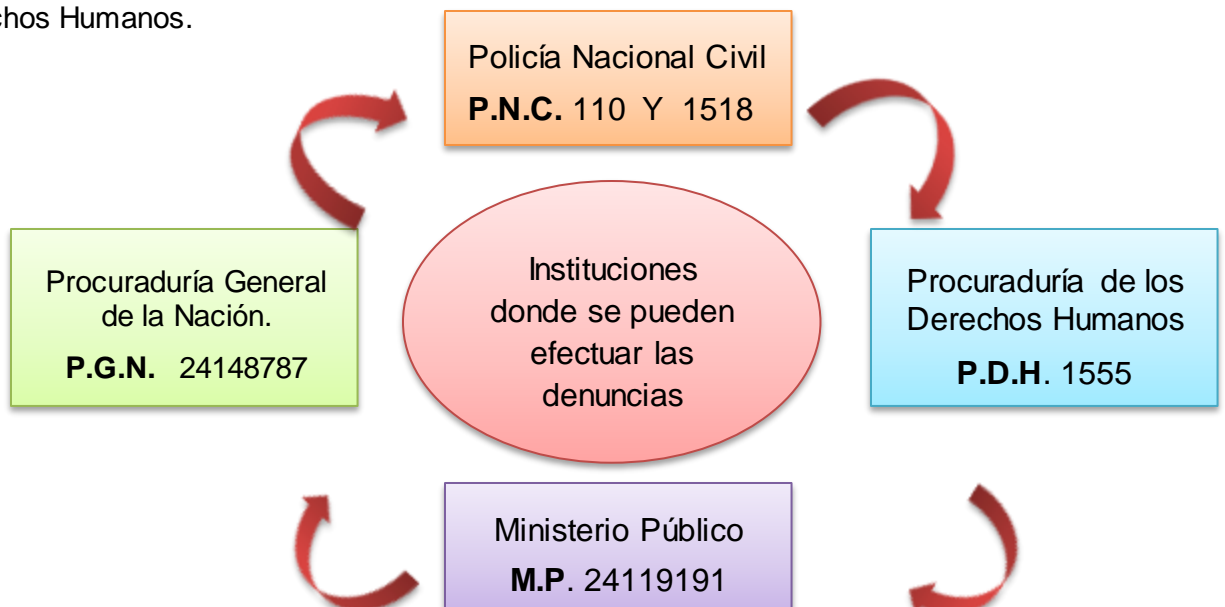 chos Humanos.
Policía Nacional Civil
P.N.C. 110 Y 1518
Procuraduría General
de la Nación.
P.G.N. 24148787
Instituciones
donde se pueden
efectuar las
denuncias
Procuraduría de los
Derechos Humanos
P.D.H. 1555
Ministerio Público
M.P. 24119191